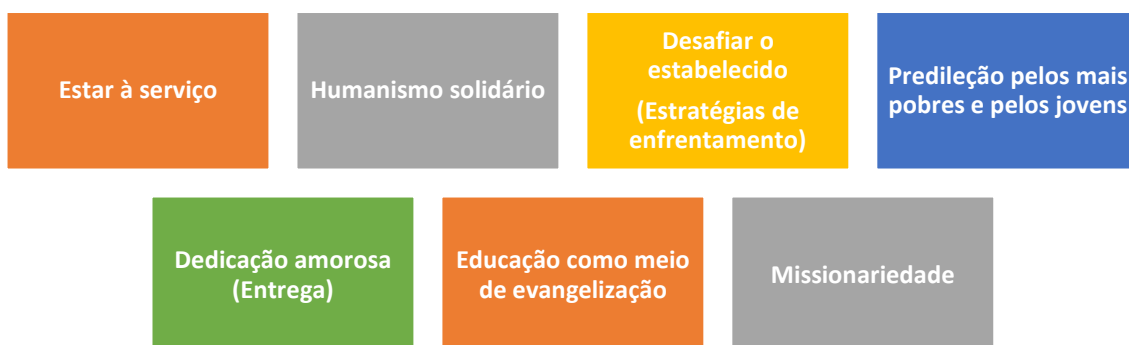 Estar à serviço
Humanismo solidário
Desafiar o
estabelecido
(Estratégias de
enfrentamento)
Predileção pelos mais
pobres e pelos jovens
Dedicação amorosa
(Entrega)
Educação como meio
de evangelização
Missionariedade